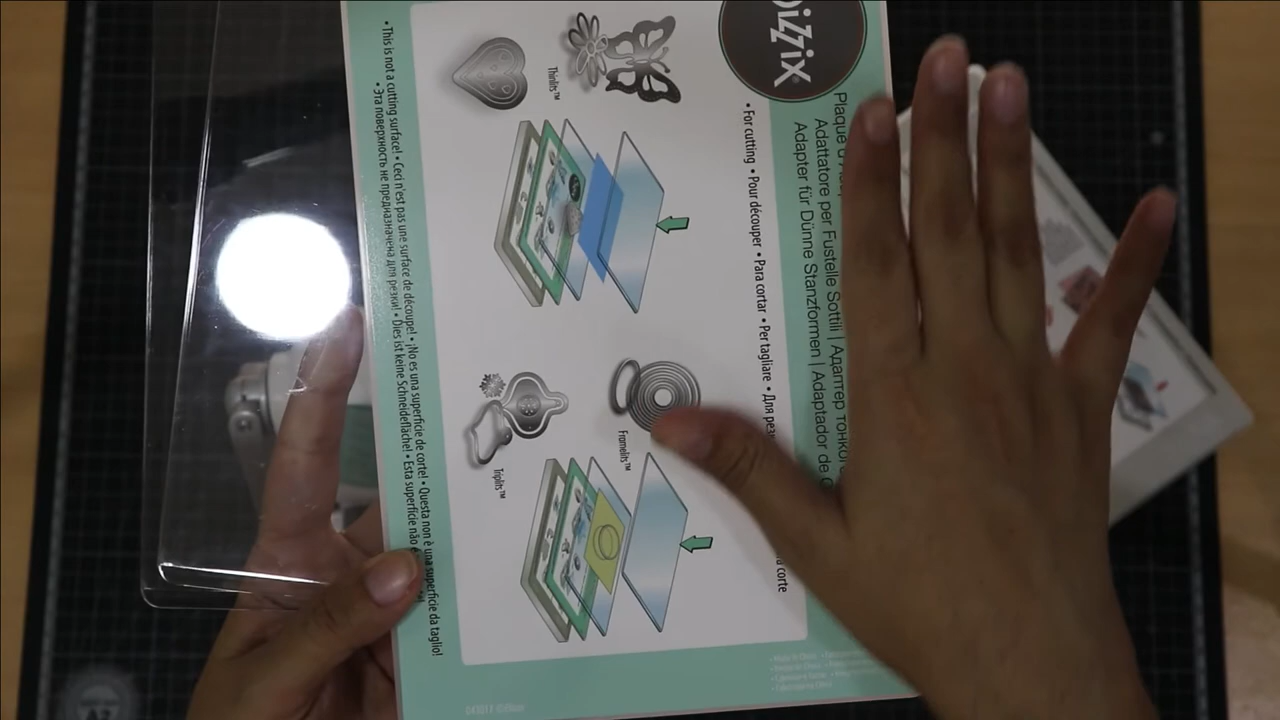 sizzix
Adattatore per Fustelle Sottili | Адаптер
Adapter für Dünne Stanzformen | Adaptador de
• For cutting • Pour découper • Para cortar • Per tagliare • Для
corte
Thinlits™
Framelits™
Triplits™
• This is not a cutting surface! • Ceci n'est pas une surface de découpe! • ¡No es una superficie de corte! • Questa non è una superficie da taglio!
• Эта поверхность не предназначена для резки! • Dies ist keine Schneidefläche! • Esta superfície não é
A3